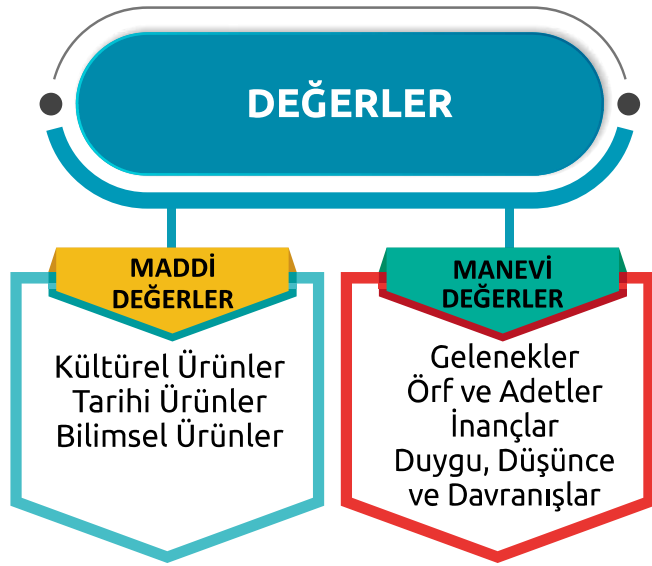 DEĞERLER
MADDİ
DEĞERLER
Kültürel Ürünler
Tarihi Ürünler
Bilimsel Ürünler
MANEVİ
DEĞERLER
Gelenekler
Örf ve Adetler
İnançlar
Duygu, Düşünce
ve Davranışlar